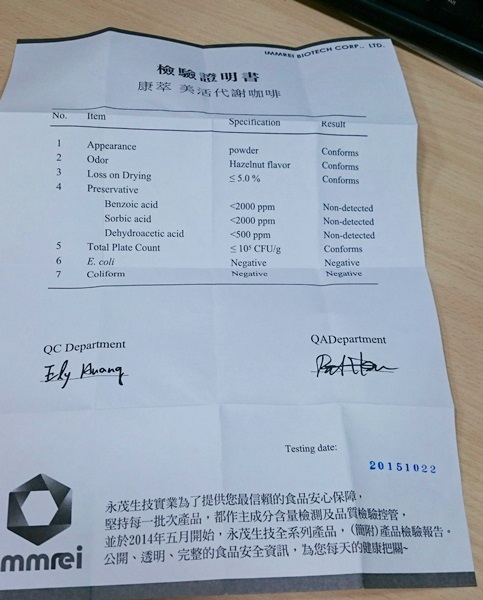 IMMREI BIOTECH CORP., LTD.
檢驗證明書
康萃 美活代謝咖啡
No. Item Specification Result
1 Appearance powder Conforms
2 Odor Hazelnut flavor Conforms
3 Loss on Drying ≤ 5.0 % Conforms
4 Preservative
Benzoic acid <2000 ppm Non-detected
Sorbic acid <2000 ppm Non-detected
Dehydroacetic acid <500 ppm Non-detected
5 Total Plate Count ≤ 10⁵ CFU/g Conforms
6 E. coli Negative Negative
7 Coliform Negative Negative
QC Department QADepartment
Ely Huang
Testing date:
20151022
永茂生技實業為了提供您最信賴的食品安心保障，
堅持每一批次產品，都作主成分含量檢測及品質檢驗控管，
並於2014年五月開始，永茂生技全系列產品，(簡附)產品檢驗報告。
公開、透明、完整的食品安全資訊，為您每天的健康把關~
mmrei